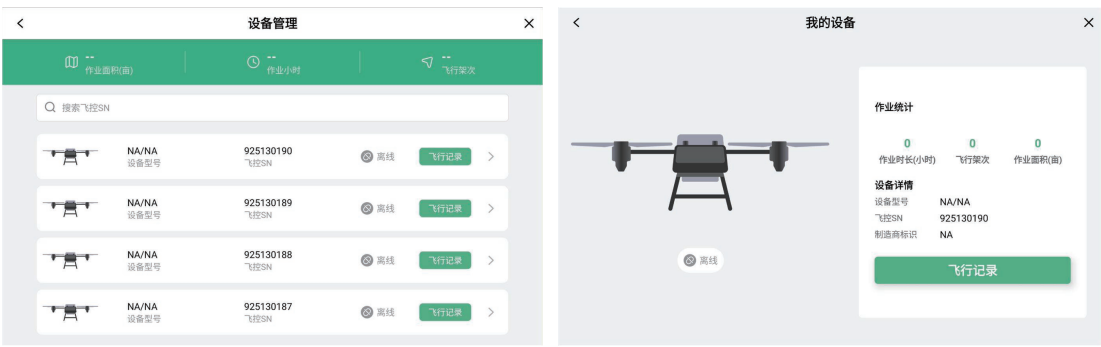 设备管理
--
作业面积(亩)
--
作业小时
--
飞行架次
搜索飞控SN
NA/NA
设备型号
925130190
飞控SN
离线
飞行记录
NA/NA
设备型号
925130189
飞控SN
离线
飞行记录
NA/NA
设备型号
925130188
飞控SN
离线
飞行记录
NA/NA
设备型号
925130187
飞控SN
离线
飞行记录
我的设备
离线
作业统计
0
作业时长(小时)
0
飞行架次
0
作业面积(亩)
设备详情
设备型号 NA/NA
飞控SN 925130190
制造商标识 NA
飞行记录